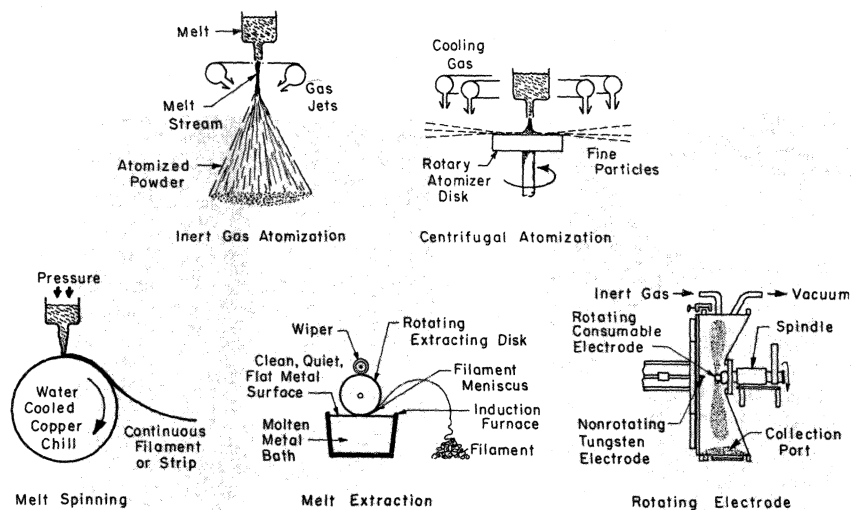 Melt
Gas
Jets
Melt
Stream
Atomized
Powder
Inert Gas Atomization
Cooling
Gas
Rotary
Atomizer
Disk
Fine
Particles
Centrifugal Atomization
Pressure
Water
Cooled
Copper
Chill
Continuous
Filament
or Strip
Melt Spinning
Wiper
Rotating
Extracting Disk
Clean, Quiet,
Flat Metal
Surface
Filament
Meniscus
Induction
Furnace
Molten
Metal
Bath
Filament
Melt Extraction
Inert Gas
Vacuum
Rotating
Consumable
Electrode
Spindle
Nonrotating
Tungsten
Electrode
Collection
Port
Rotating Electrode